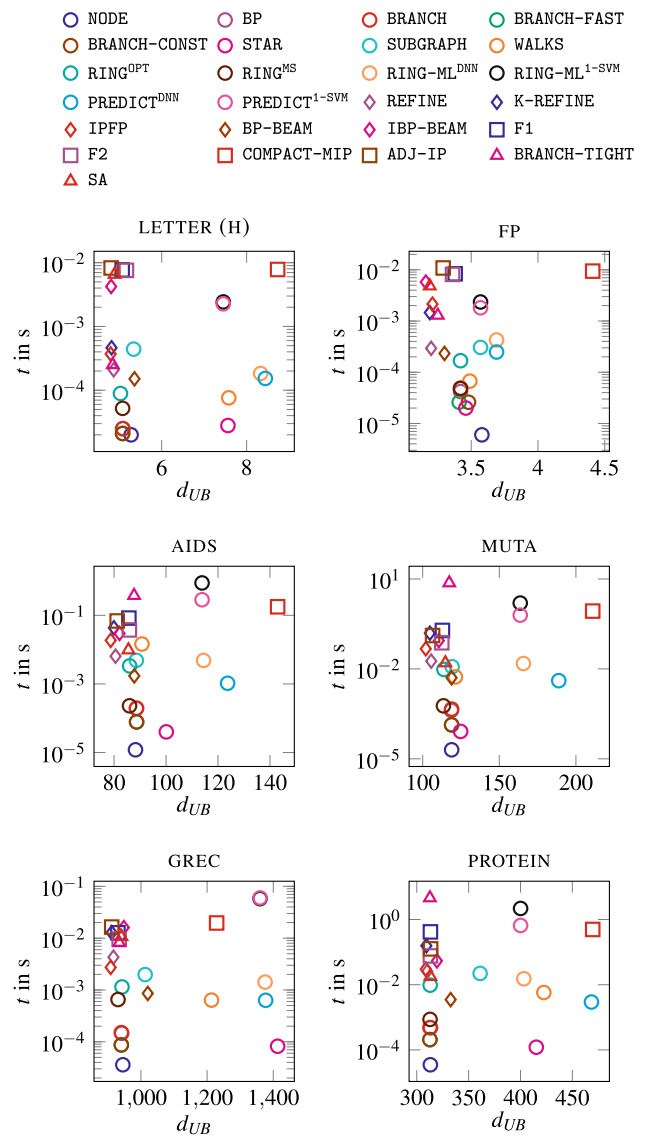 NODE BP BRANCH BRANCH-FAST
BRANCH-CONST STAR SUBGRAPH WALKS
RING^OPT RING^MS RING-ML^DNN RING-ML^1-SVM
PREDICT^DNN PREDICT^1-SVM REFINE K-REFINE
IPFP BP-BEAM IBP-BEAM F1
F2 COMPACT-MIP ADJ-IP BRANCH-TIGHT
SA
LETTER (H)
10^−2
10^−3
10^−4
t in s
6 8
d_UB
FP
10^−2
10^−3
10^−4
10^−5
t in s
3.5 4 4.5
d_UB
AIDS
10^−1
10^−3
10^−5
t in s
80 100 120 140
d_UB
MUTA
10^1
10^−2
10^−5
t in s
100 150 200
d_UB
GREC
10^−1
10^−2
10^−3
10^−4
t in s
1,000 1,200 1,400
d_UB
PROTEIN
10^0
10^−2
10^−4
t in s
300 350 400 450
d_UB